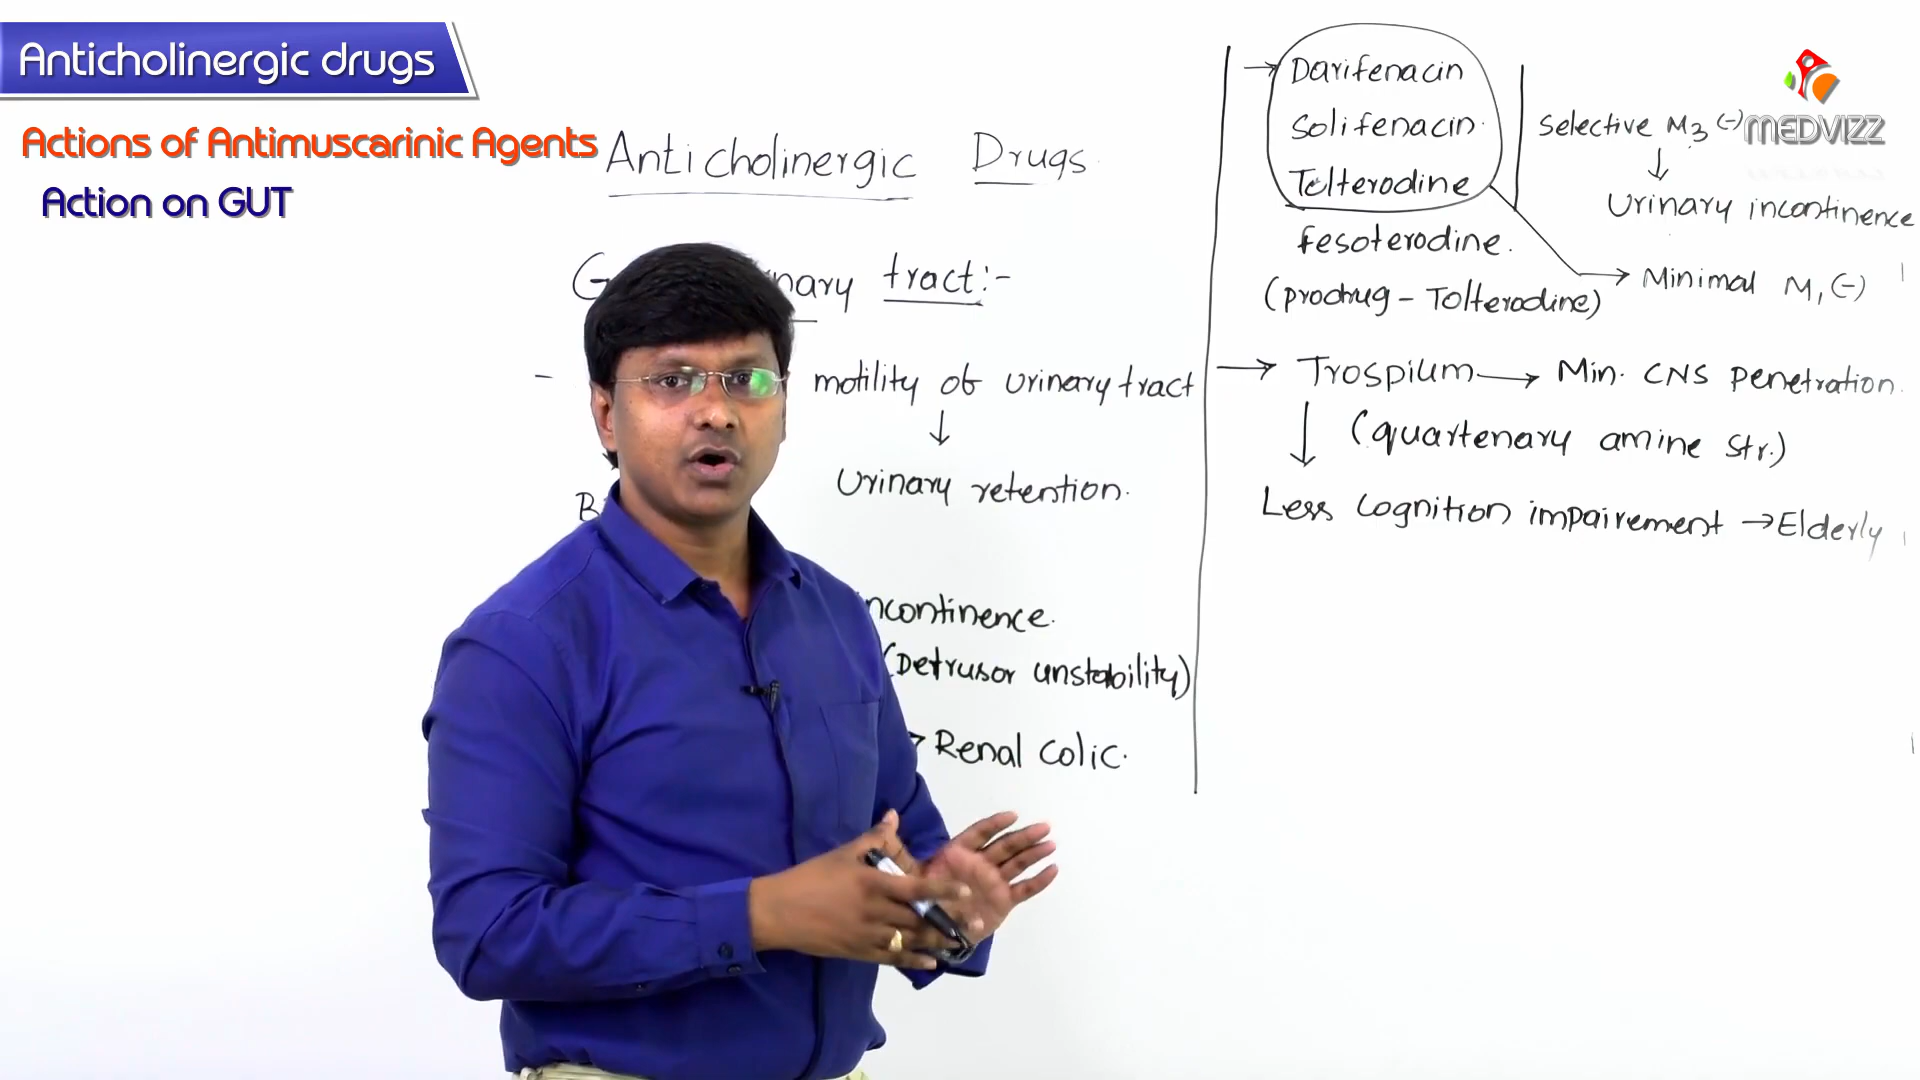 Anticholinergic drugs
Actions of Antimuscarinic Agents
Action on GUT
MEDVIZZ
Anticholinergic Drugs
tract:-
motility of urinary tract
↓
Urinary retention.
incontinence.
(Detrusor unstability)
→ Renal colic.
→ Darifenacin
Solifenacin
Tolterodine
Fesoterodine.
(prodrug - Tolterodine)
Selective M3 (-)
↓
Urinary incontinence
→ Minimal M1 (-)
→ Trospium → Min. CNS penetration.
↓ (quartenary amine str.)
Less cognition impairement → Elderly